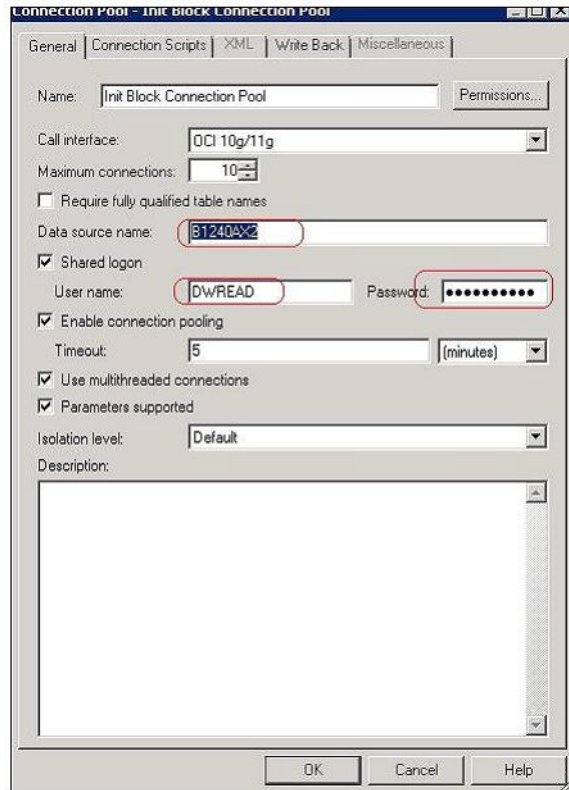 Connection Pool - Init Block Connection Pool
General Connection Scripts XML Write Back Miscellaneous
Name: Init Block Connection Pool Permissions...
Call interface: OCI 10g/11g
Maximum connections: 10
Require fully qualified table names
Data source name: B1240AX2
Shared logon
User name: DWREAD Password: ●●●●●●●●●●
Enable connection pooling
Timeout: 5 (minutes)
Use multithreaded connections
Parameters supported
Isolation level: Default
Description:
OK Cancel Help